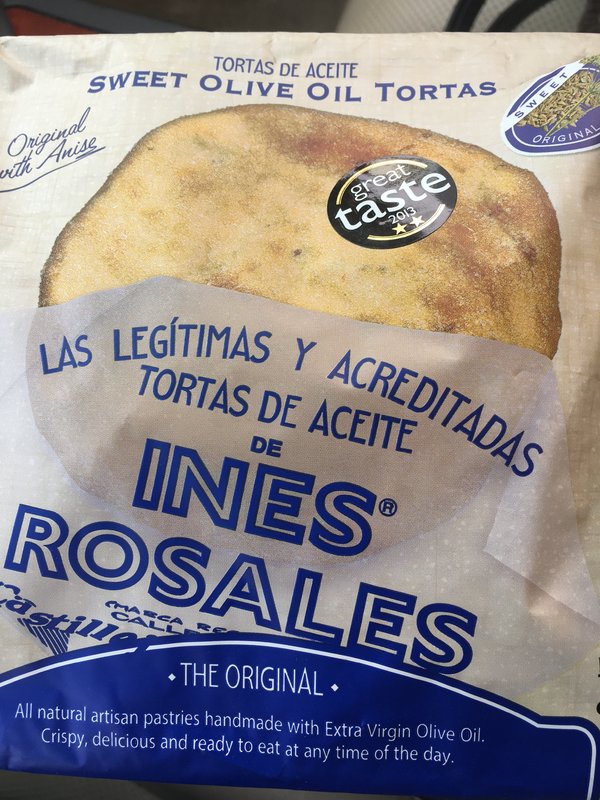 TORTAS DE ACEITE
SWEET OLIVE OIL TORTAS
Original
with Anise
SWEET
ORIGINAL
great
taste
2013
LAS LEGÍTIMAS Y ACREDITADAS
TORTAS DE ACEITE
DE
INES®
ROSALES
MARCA
CALLE
• THE ORIGINAL •
All natural artisan pastries handmade with Extra Virgin Olive Oil.
Crispy, delicious and ready to eat at any time of the day.